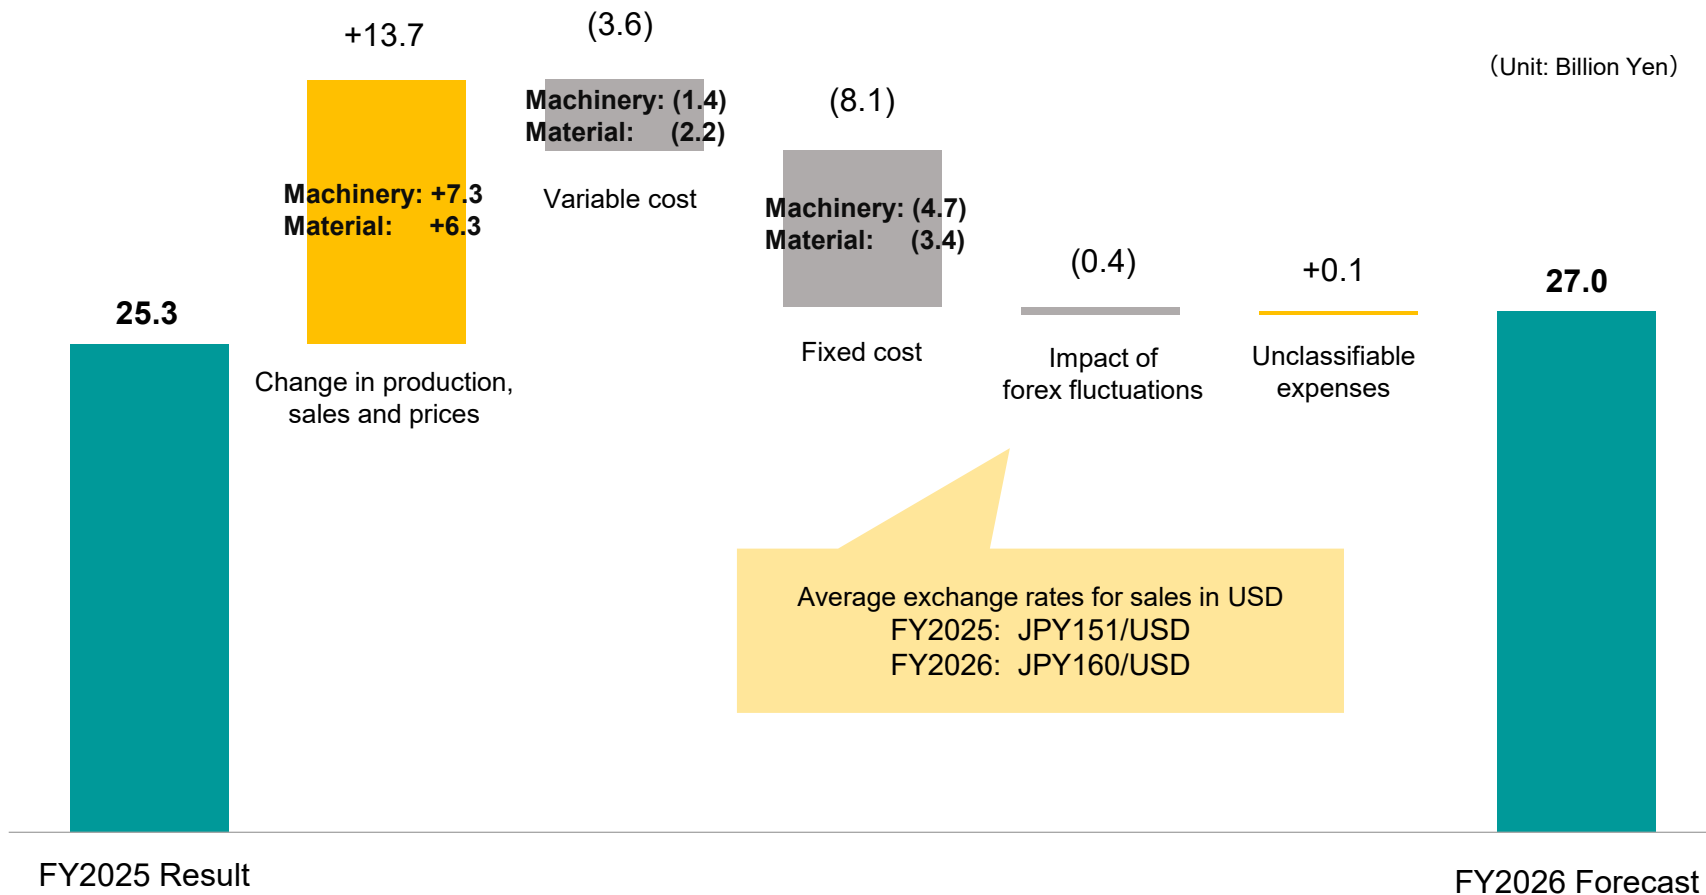 (3.6)
+13.7
（Unit: Billion Yen）
Machinery: (1.4)
Material: (2.2)
(8.1)
Machinery: +7.3
Material: +6.3
Variable cost
Machinery: (4.7)
Material: (3.4)
(0.4)
+0.1
27.0
25.3
Fixed cost
Impact of
forex fluctuations
Unclassifiable
expenses
Change in production,
sales and prices
Average exchange rates for sales in USD
FY2025: JPY151/USD
FY2026: JPY160/USD
FY2025 Result
FY2026 Forecast